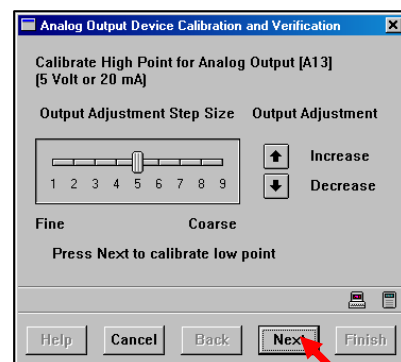 Analog Output Device Calibration and Verification
Calibrate High Point for Analog Output [A13]
(5 Volt or 20 mA)
Output Adjustment Step Size Output Adjustment
Increase
1 2 3 4 5 6 7 8 9 Decrease
Fine Coarse
Press Next to calibrate low point
Help Cancel Back Next Finish